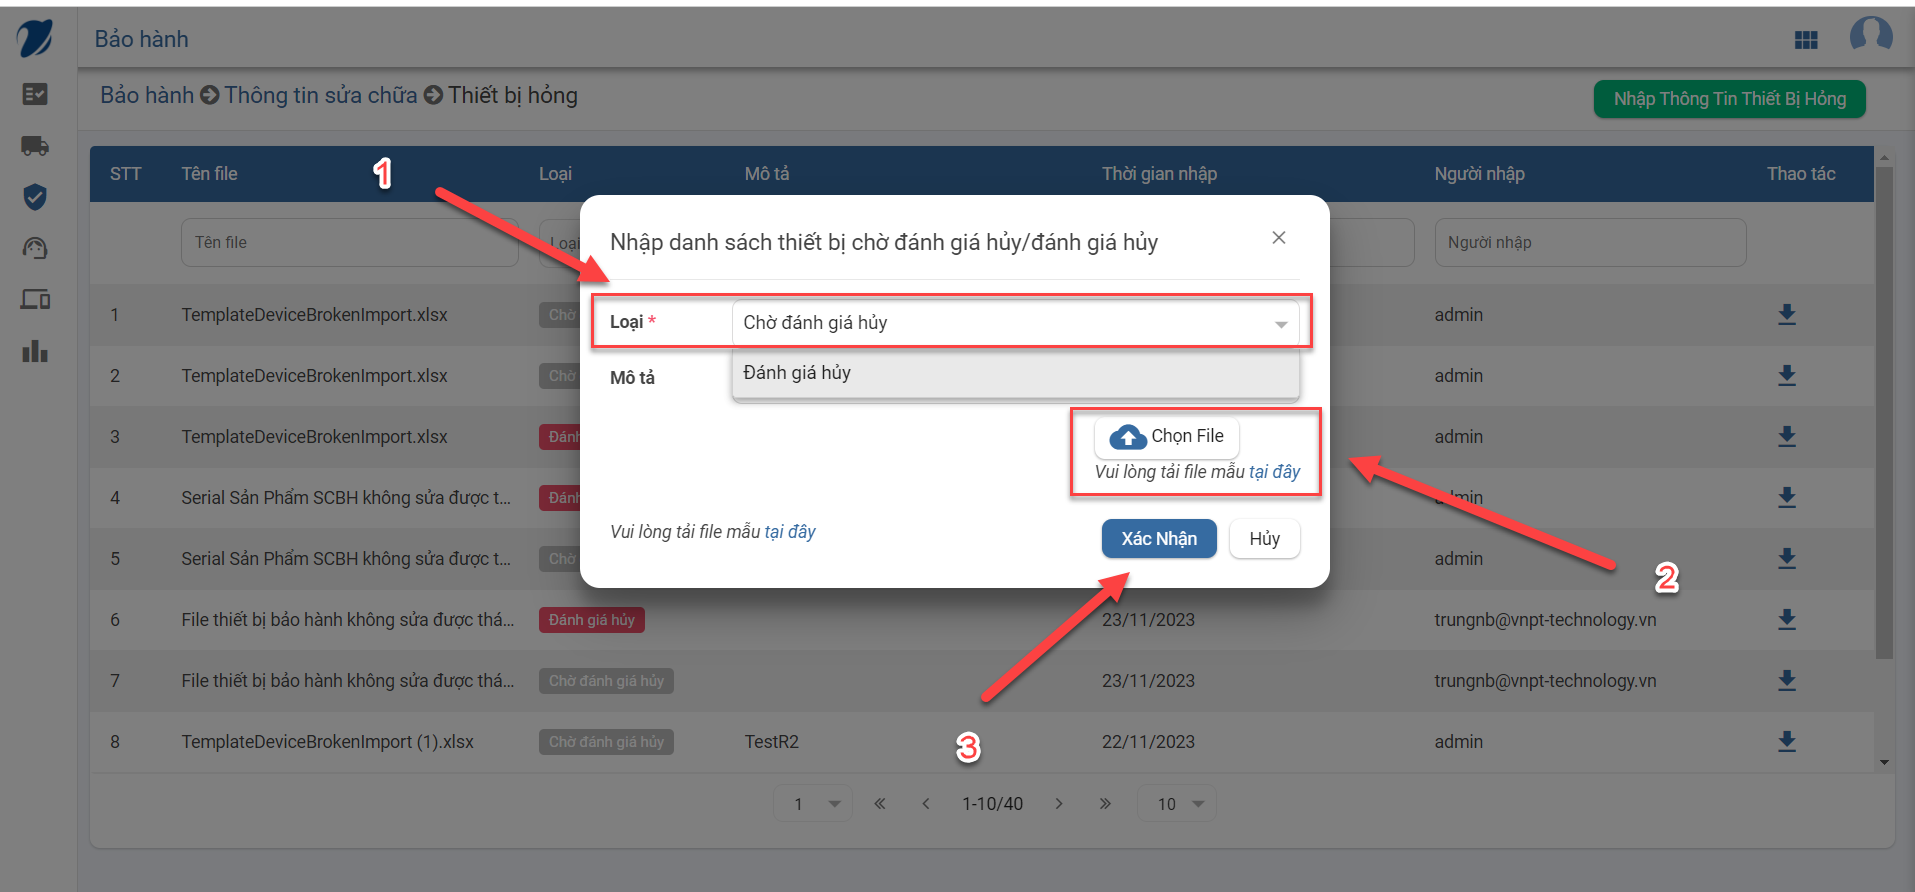 Bảo hành
Bảo hành Thông tin sửa chữa Thiết bị hỏng
Nhập Thông Tin Thiết Bị Hỏng
STT Tên file Loại Mô tả Thời gian nhập Người nhập Thao tác
1
Tên file Loại Người nhập
Nhập danh sách thiết bị chờ đánh giá hủy/đánh giá hủy
Loại * Chờ đánh giá hủy
Mô tả Đánh giá hủy
Chọn File
Vui lòng tải file mẫu tại đây
Vui lòng tải file mẫu tại đây
Xác Nhận Hủy
2
3
1 TemplateDeviceBrokenImport.xlsx Chờ admin
2 TemplateDeviceBrokenImport.xlsx Chờ admin
3 TemplateDeviceBrokenImport.xlsx Đánh admin
4 Serial Sản Phẩm SCBH không sửa được t... Đánh admin
5 Serial Sản Phẩm SCBH không sửa được t... Chờ admin
6 File thiết bị bảo hành không sửa được thá... Đánh giá hủy 23/11/2023 trungnb@vnpt-technology.vn
7 File thiết bị bảo hành không sửa được thá... Chờ đánh giá hủy 23/11/2023 trungnb@vnpt-technology.vn
8 TemplateDeviceBrokenImport (1).xlsx Chờ đánh giá hủy TestR2 22/11/2023 admin
1 1-10/40 10